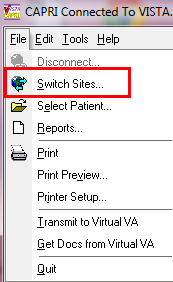 CAPRI Connected To VISTA.
File Edit Tools Help
Disconnect...
Switch Sites...
Select Patient...
Reports...
Print
Print Preview...
Printer Setup...
Transmit to Virtual VA
Get Docs from Virtual VA
Quit